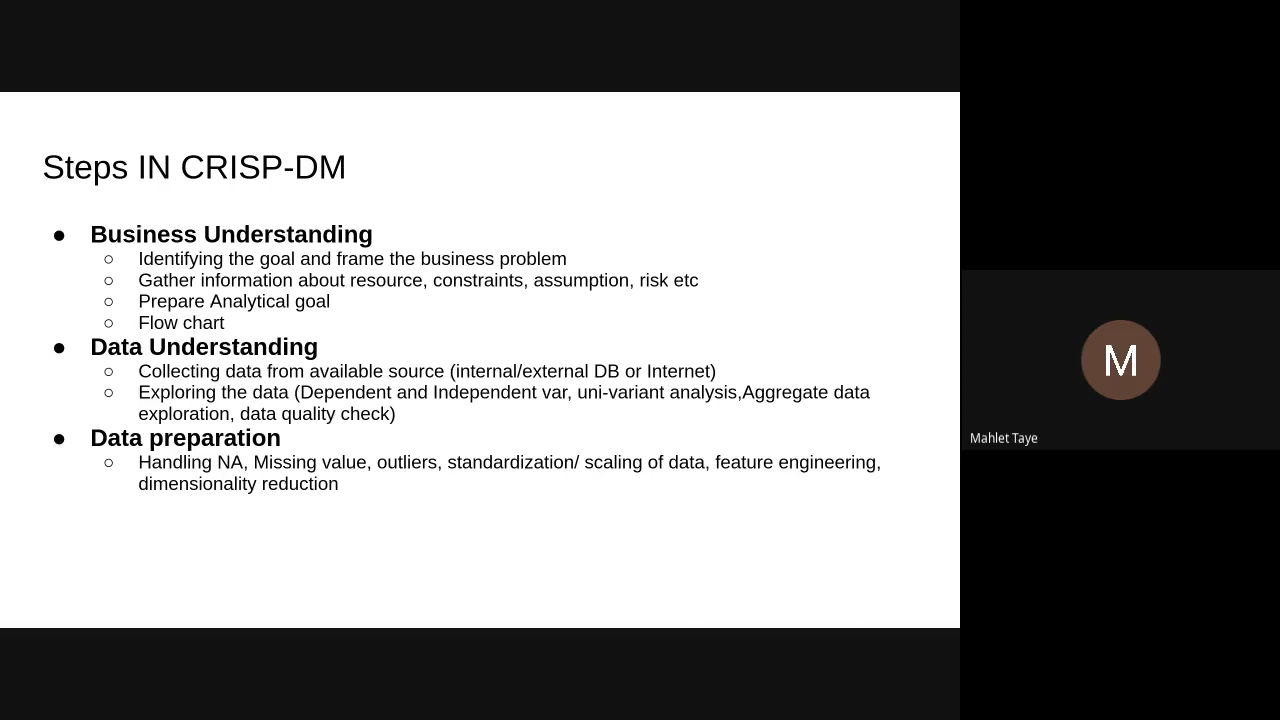 Steps IN CRISP-DM
● Business Understanding
○ Identifying the goal and frame the business problem
○ Gather information about resource, constraints, assumption, risk etc
○ Prepare Analytical goal
○ Flow chart
● Data Understanding
○ Collecting data from available source (internal/external DB or Internet)
○ Exploring the data (Dependent and Independent var, uni-variant analysis,Aggregate data
exploration, data quality check)
● Data preparation
○ Handling NA, Missing value, outliers, standardization/ scaling of data, feature engineering,
dimensionality reduction
M
Mahlet Taye